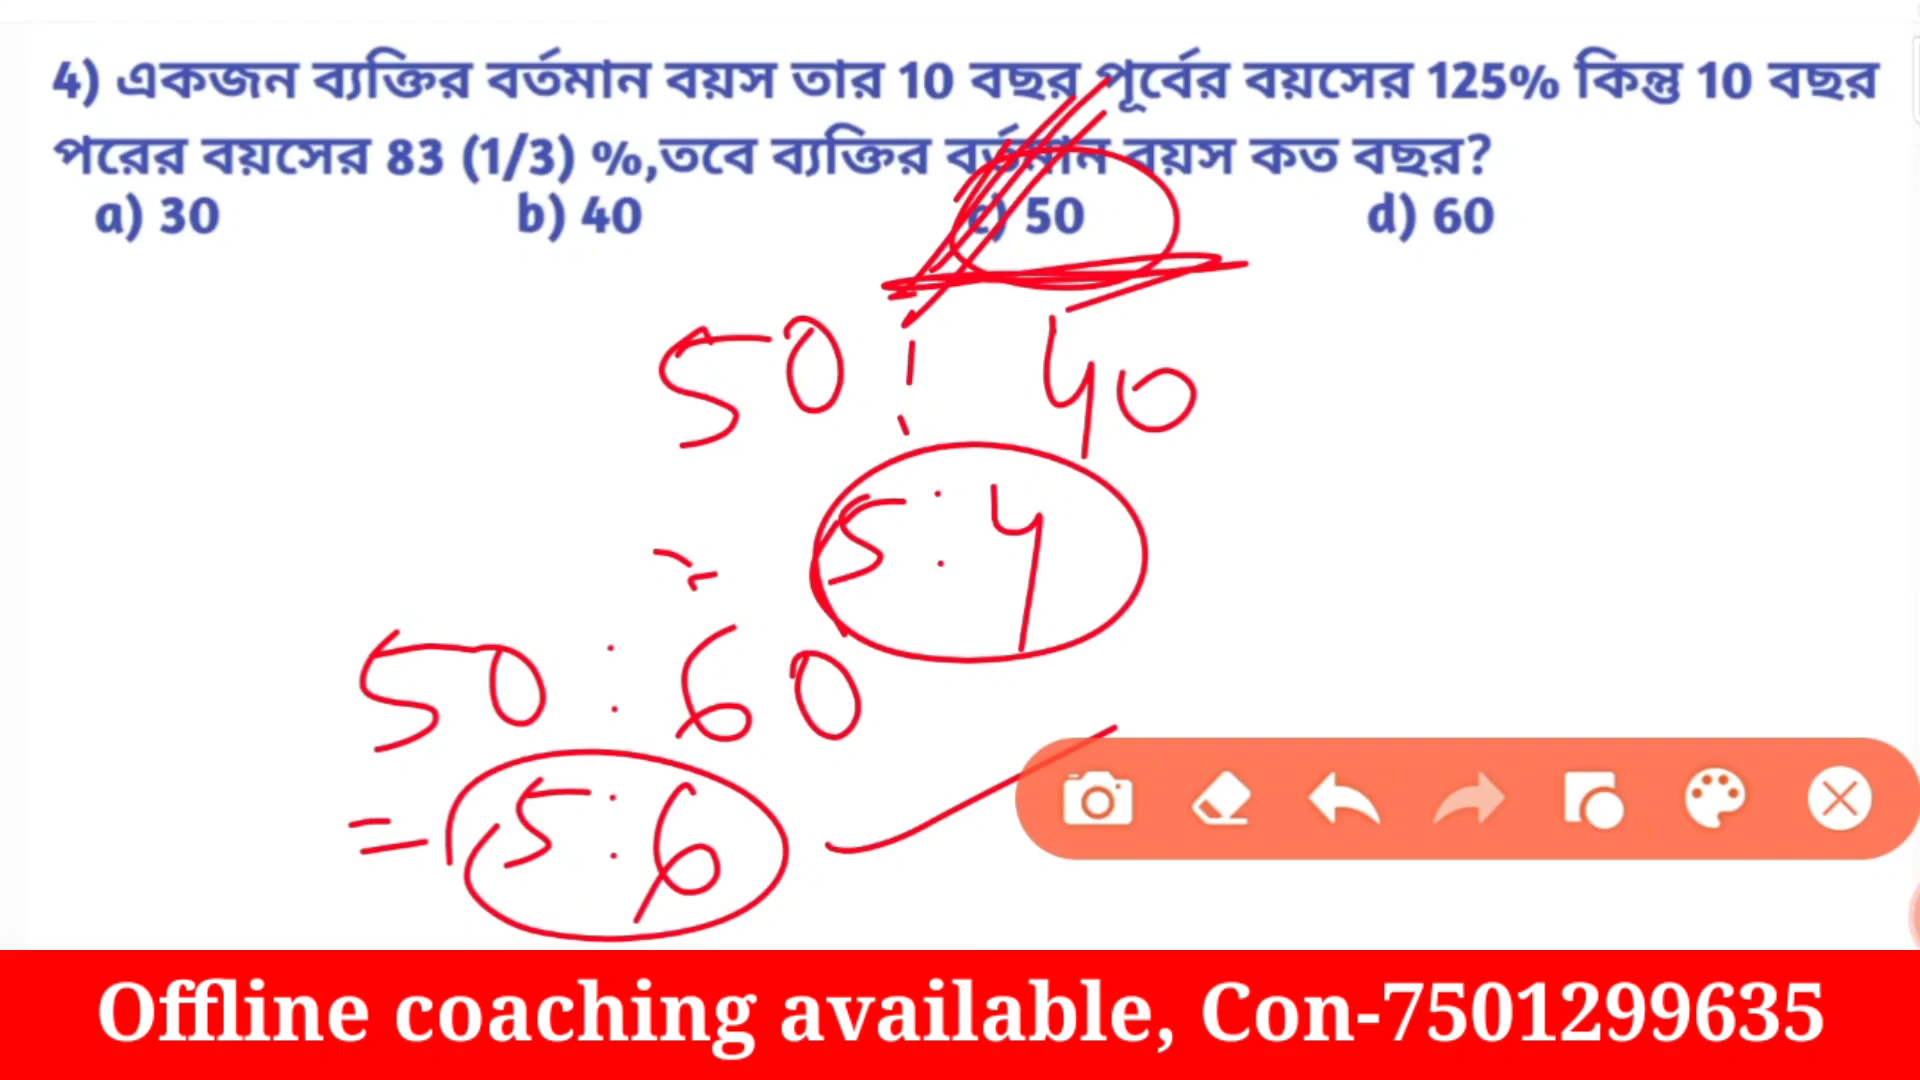 4) একজন ব্যক্তির বর্তমান বয়স তার 10 বছর পূর্বের বয়সের 125% কিন্তু 10 বছর
পরের বয়সের 83 (1/3) %,তবে ব্যক্তির বর্তমান বয়স কত বছর?
a) 30 b) 40 c) 50 d) 60
50 : 40
= 5 : 4
50 : 60
= 5 : 6
Offline coaching available, Con-7501299635